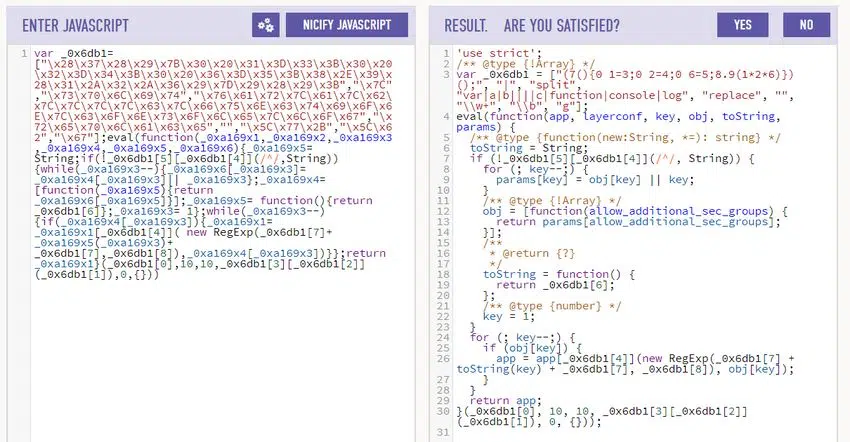 ENTER JAVASCRIPT
NICIFY JAVASCRIPT
1 var _0x6db1=
["\x28\x37\x28\x29\x7B\x30\x20\x31\x3D\x33\x3B\x30\x20\
x32\x3D\x34\x3B\x30\x20\x36\x3D\x35\x3B\x38\x2E\x39\x
28\x31\x2A\x32\x2A\x36\x29\x7D\x29\x28\x29\x3B","\x7C"
,"\x73\x70\x6C\x69\x74","\x76\x61\x72\x7C\x61\x7C\x62\
x7C\x7C\x7C\x7C\x63\x7C\x66\x75\x6E\x63\x74\x69\x6F\x6
E\x7C\x63\x6F\x6E\x73\x6F\x6C\x65\x7C\x6C\x6F\x67","\x
72\x65\x70\x6C\x61\x63\x65","","\x5C\x77\x2B","\x5C\x6
2","\x67"];eval(function(_0xa169x1,_0xa169x2,_0xa169x3
,_0xa169x4,_0xa169x5,_0xa169x6){_0xa169x5=
String;if(!_0x6db1[5][_0x6db1[4]](/^/,String))
{while(_0xa169x3--){_0xa169x6[_0xa169x3]=
_0xa169x4[_0xa169x3]|| _0xa169x3};_0xa169x4=
[function(_0xa169x5){return
_0xa169x6[_0xa169x5]}];_0xa169x5= function(){return
_0x6db1[6]};_0xa169x3= 1};while(_0xa169x3--)
{if(_0xa169x4[_0xa169x3]){_0xa169x1=
_0xa169x1[_0x6db1[4]]( new RegExp(_0x6db1[7]+
_0xa169x5(_0xa169x3)+
_0x6db1[7],_0x6db1[8]),_0xa169x4[_0xa169x3])}};return
_0xa169x1}(_0x6db1[0],10,10,_0x6db1[3][_0x6db1[2]]
(_0x6db1[1]),0,{}))
RESULT. ARE YOU SATISFIED?
YES
NO
1 'use strict';
2 /** @type {!Array} */
3 var _0x6db1 = ["(7(){0 1=3;0 2=4;0 6=5;8.9(1*2*6)})
();", "|", "split",
"var|a|b||||c|function|console|log", "replace", "",
"\\w+", "\\b", "g"];
4 eval(function(app, layerconf, key, obj, toString,
params) {
5 /** @type {function(new:String, *=): string} */
6 toString = String;
7 if (!_0x6db1[5][_0x6db1[4]](/^/, String)) {
8 for (; key--;) {
9 params[key] = obj[key] || key;
10 }
11 /** @type {!Array} */
12 obj = [function(allow_additional_sec_groups) {
13 return params[allow_additional_sec_groups];
14 }];
15 /**
16 * @return {?}
17 */
18 toString = function() {
19 return _0x6db1[6];
20 };
21 /** @type {number} */
22 key = 1;
23 }
24 for (; key--;) {
25 if (obj[key]) {
26 app = app[_0x6db1[4]](new RegExp(_0x6db1[7] +
toString(key) + _0x6db1[7], _0x6db1[8]), obj[key]);
27 }
28 }
29 return app;
30 }(_0x6db1[0], 10, 10, _0x6db1[3][_0x6db1[2]]
(_0x6db1[1]), 0, {}));
31